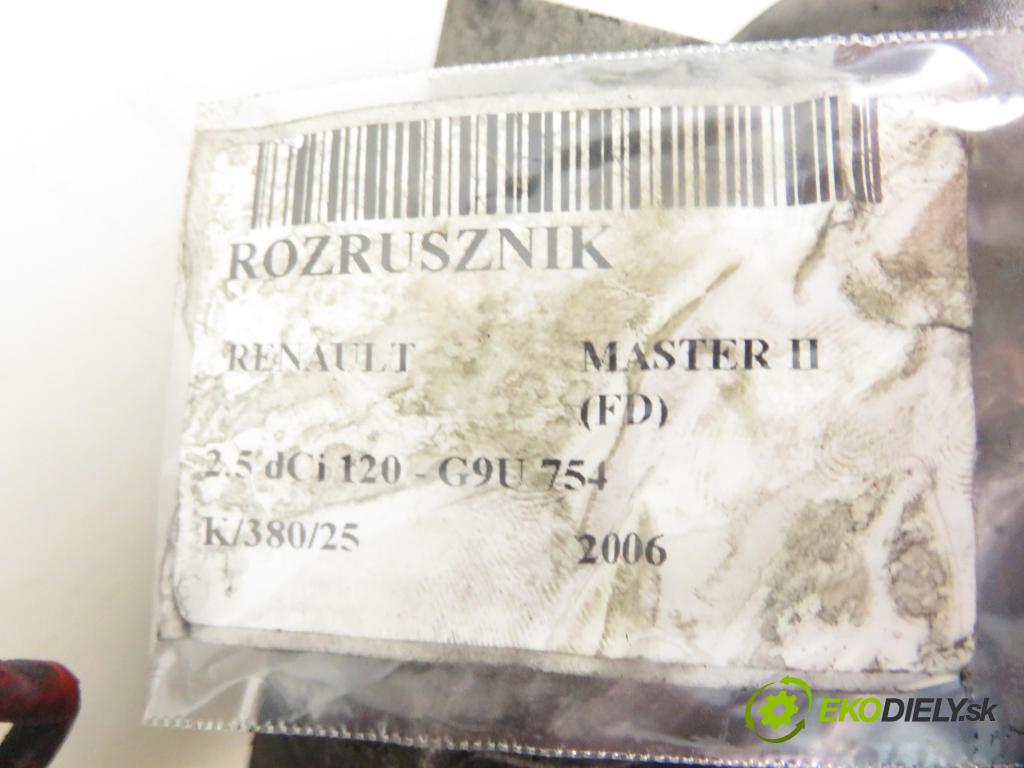 ROZRUSZNIK
RENAULT MASTER II
(FD)
2.5 dCi 120 - G9U 754
K/380/25 2006
EKODIELY.sk